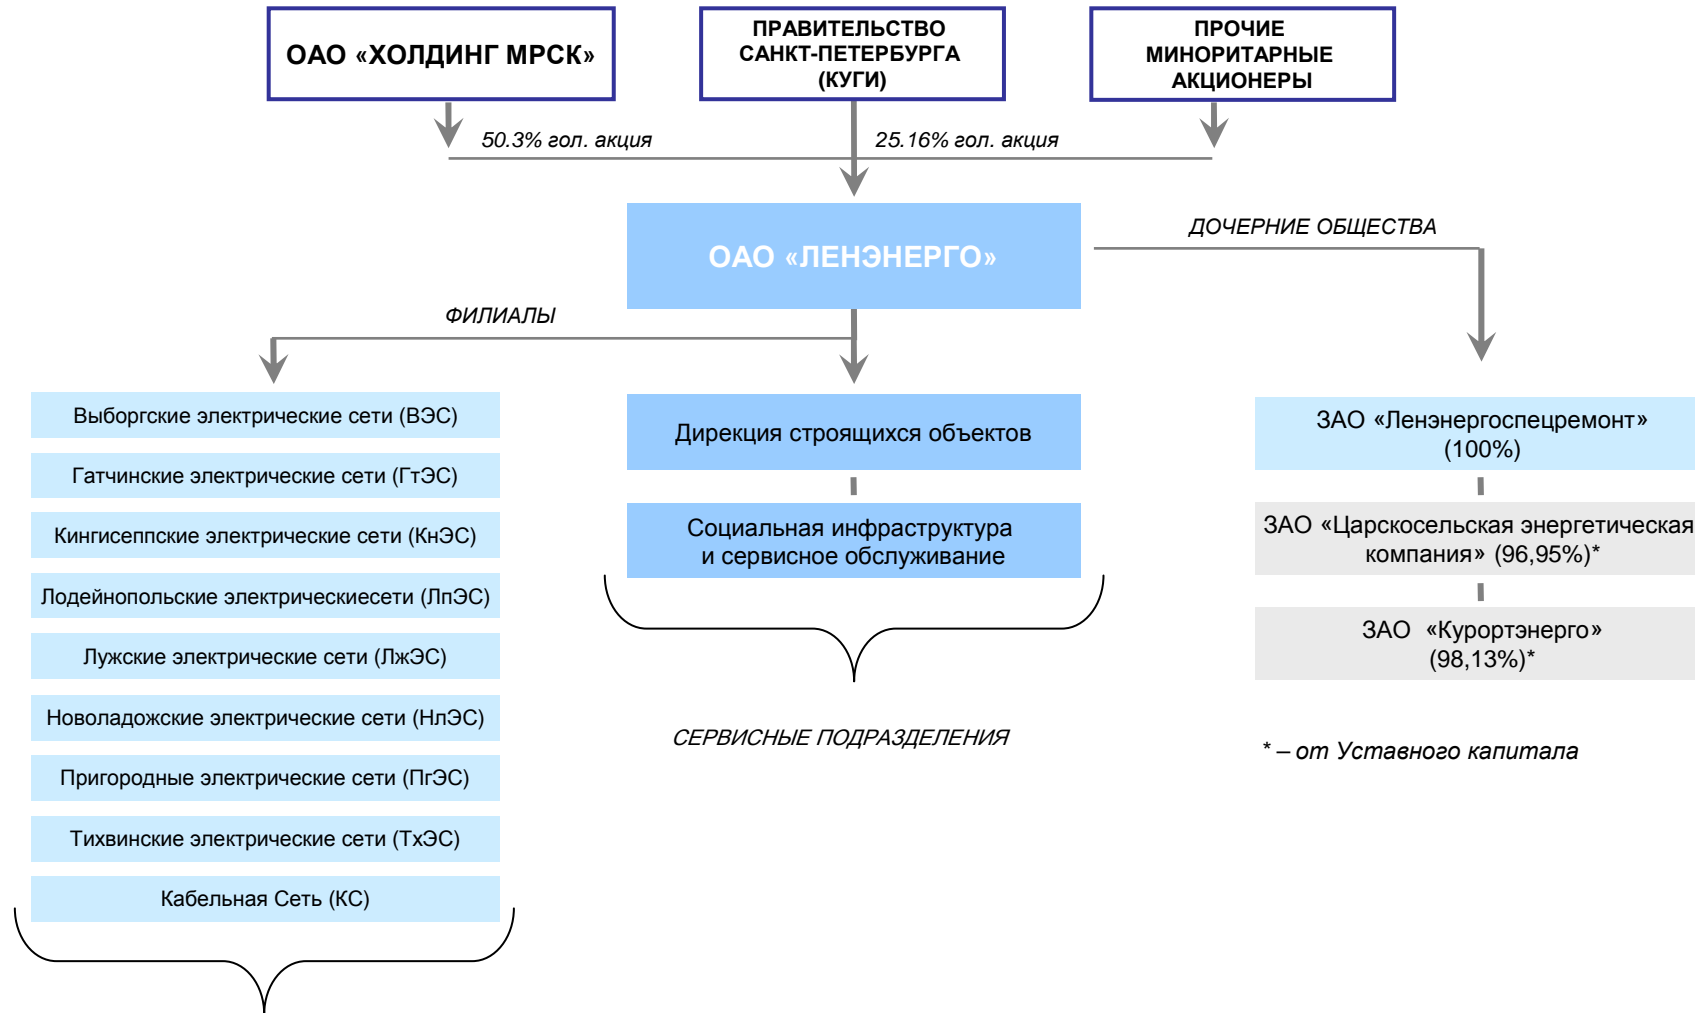 ОАО «ХОЛДИНГ МРСК»
ПРАВИТЕЛЬСТВО
САНКТ-ПЕТЕРБУРГА
(КУГИ)
ПРОЧИЕ
МИНОРИТАРНЫЕ
АКЦИОНЕРЫ
50.3% гол. акция
25.16% гол. акция
ОАО «ЛЕНЭНЕРГО»
ДОЧЕРНИЕ ОБЩЕСТВА
ФИЛИАЛЫ
Выборгские электрические сети (ВЭС)
Гатчинские электрические сети (ГтЭС)
Кингисеппские электрические сети (КнЭС)
Лодейнопольские электрическиесети (ЛпЭС)
Лужские электрические сети (ЛжЭС)
Новоладожские электрические сети (НлЭС)
Пригородные электрические сети (ПгЭС)
Тихвинские электрические сети (ТхЭС)
Кабельная Сеть (КС)
Дирекция строящихся объектов
Социальная инфраструктура
и сервисное обслуживание
СЕРВИСНЫЕ ПОДРАЗДЕЛЕНИЯ
ЗАО «Ленэнергоспецремонт»
(100%)
ЗАО «Царскосельская энергетическая
компания» (96,95%)*
ЗАО «Курортэнерго»
(98,13%)*
* – от Уставного капитала